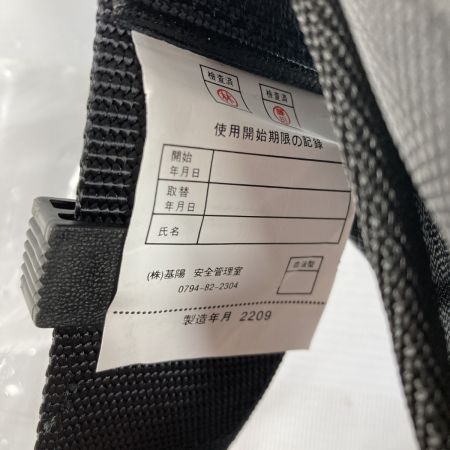 検査済 検査済
使用開始期限の記録
開始
年月日
取替
年月日
氏名
(株)基陽 安全管理室
0794-82-2304
製造年月 2209